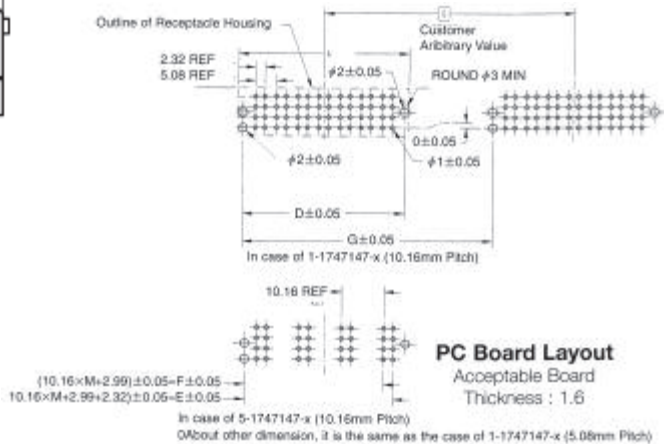 Outline of Receptacle Housing
Customer
Aribitrary Value
2.32 REF
5.08 REF
φ2±0.05
ROUND φ3 MIN
0±0.05
φ2±0.05
φ1±0.05
D±0.05
G±0.05
In case of 1-1747147-x (10.16mm Pitch)
10.16 REF
PC Board Layout
Acceptable Board
Thickness : 1.6
(10.16×M+2.99)±0.05=F±0.05
10.16×M+2.99+2.32)±0.05=E±0.05
In case of 5-1747147-x (10.16mm Pitch)
OAbout other dimension, it is the same as the case of 1-1747147-x (5.08mm Pitch)